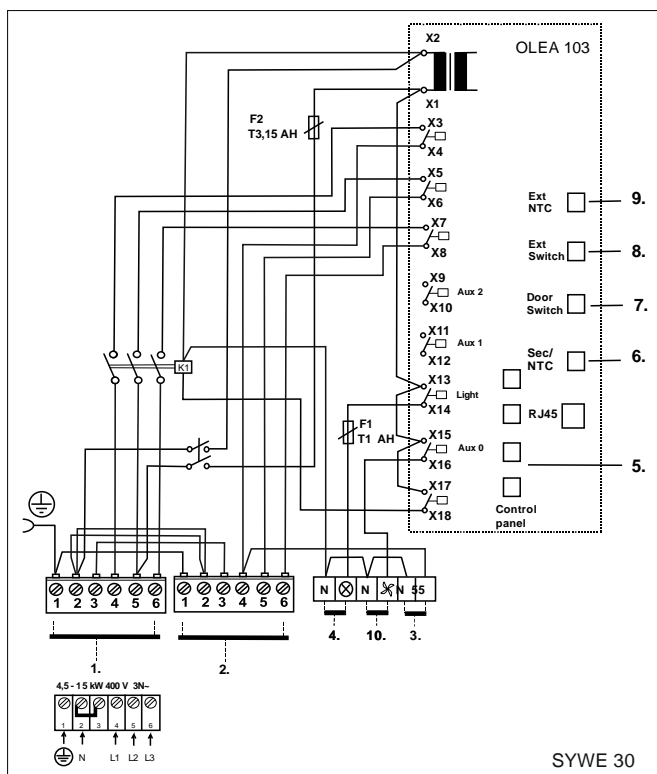 OLEA 103
X2
X1
F2
T3,15 AH
X3
X4
X5
X6
X7
X8
X9
Aux 2
X10
X11
Aux 1
X12
X13
Light
X14
X15
Aux 0
X16
X17
X18
Ext
NTC
9.
Ext
Switch
8.
Door
Switch
7.
Sec/
NTC
6.
RJ45
5.
Control
panel
K1
F1
T1 AH
1 2 3 4 5 6
1 2 3 4 5 6
N N N 55
1.
2.
4. 10. 3.
4,5 - 15 kW 400 V 3N~
1 2 3 4 5 6
N L1 L2 L3
SYWE 30